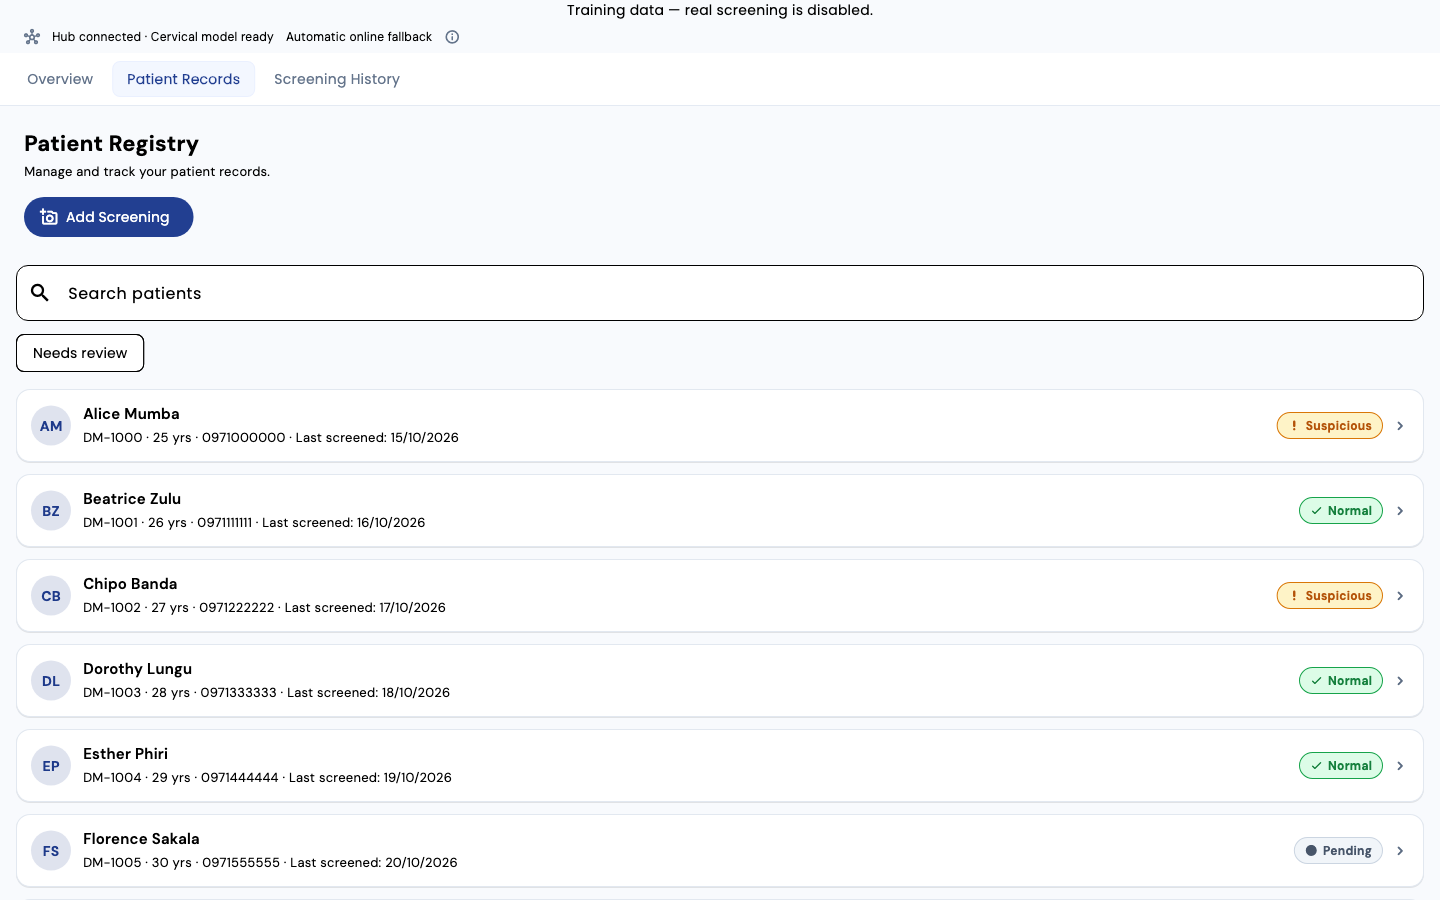 Training data — real screening is disabled.
Hub connected · Cervical model ready Automatic online fallback
Overview Patient Records Screening History
Patient Registry
Manage and track your patient records.
Add Screening
Search patients
Needs review
AM Alice Mumba
DM-1000 · 25 yrs · 0971000000 · Last screened: 15/10/2026
! Suspicious
BZ Beatrice Zulu
DM-1001 · 26 yrs · 0971111111 · Last screened: 16/10/2026
Normal
CB Chipo Banda
DM-1002 · 27 yrs · 0971222222 · Last screened: 17/10/2026
! Suspicious
DL Dorothy Lungu
DM-1003 · 28 yrs · 0971333333 · Last screened: 18/10/2026
Normal
EP Esther Phiri
DM-1004 · 29 yrs · 0971444444 · Last screened: 19/10/2026
Normal
FS Florence Sakala
DM-1005 · 30 yrs · 0971555555 · Last screened: 20/10/2026
Pending